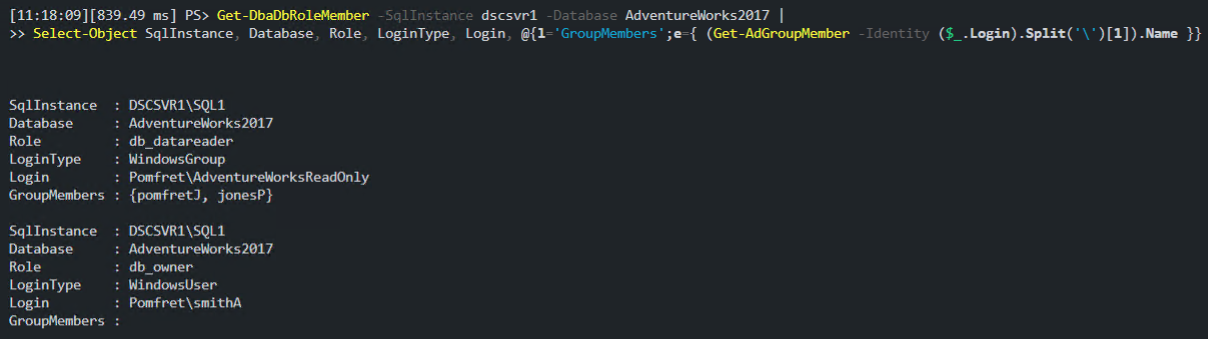 [11:18:09][839.49 ms] PS> Get-DbaDbRoleMember -SqlInstance dscsvr1 -Database AdventureWorks2017 |
>> Select-Object SqlInstance, Database, Role, LoginType, Login, @{l='GroupMembers';e={ (Get-AdGroupMember -Identity ($_.Login).Split('\')[1]).Name }}
SqlInstance : DSCSVR1\SQL1
Database : AdventureWorks2017
Role : db_datareader
LoginType : WindowsGroup
Login : Pomfret\AdventureWorksReadOnly
GroupMembers : {pomfretJ, jonesP}
SqlInstance : DSCSVR1\SQL1
Database : AdventureWorks2017
Role : db_owner
LoginType : WindowsUser
Login : Pomfret\smithA
GroupMembers :